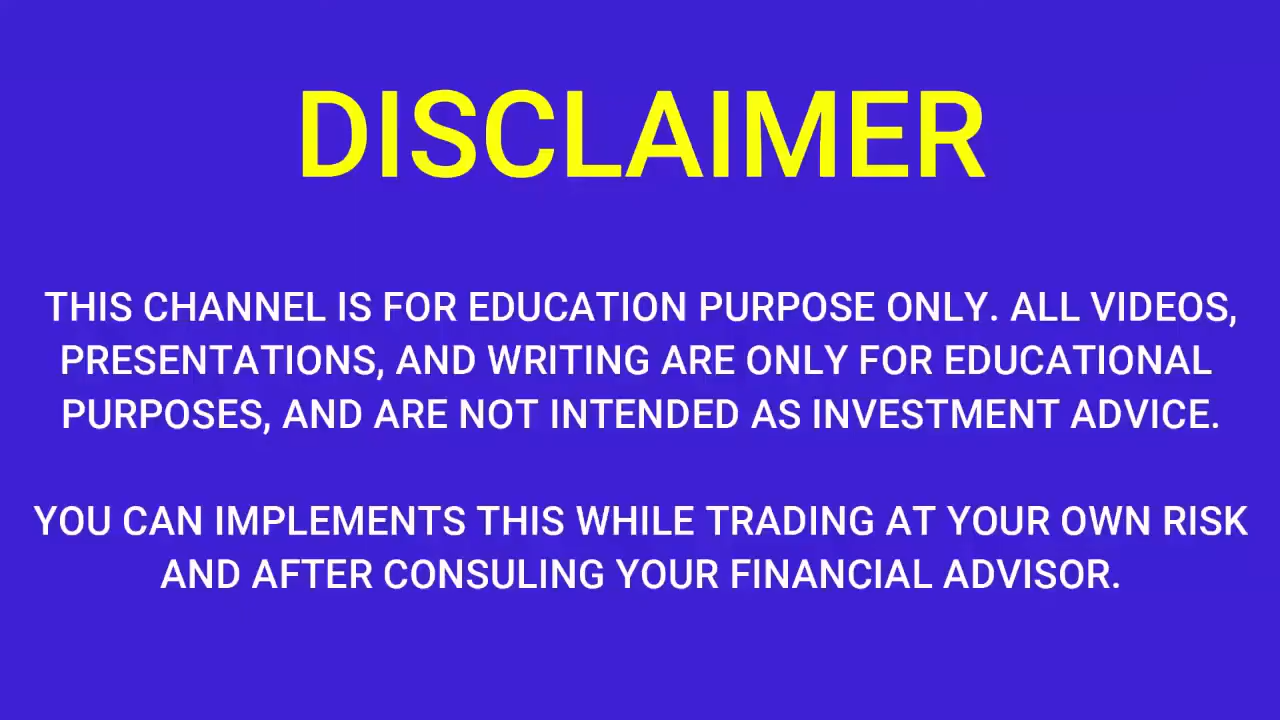 DISCLAIMER
THIS CHANNEL IS FOR EDUCATION PURPOSE ONLY. ALL VIDEOS,
PRESENTATIONS, AND WRITING ARE ONLY FOR EDUCATIONAL
PURPOSES, AND ARE NOT INTENDED AS INVESTMENT ADVICE.
YOU CAN IMPLEMENTS THIS WHILE TRADING AT YOUR OWN RISK
AND AFTER CONSULING YOUR FINANCIAL ADVISOR.